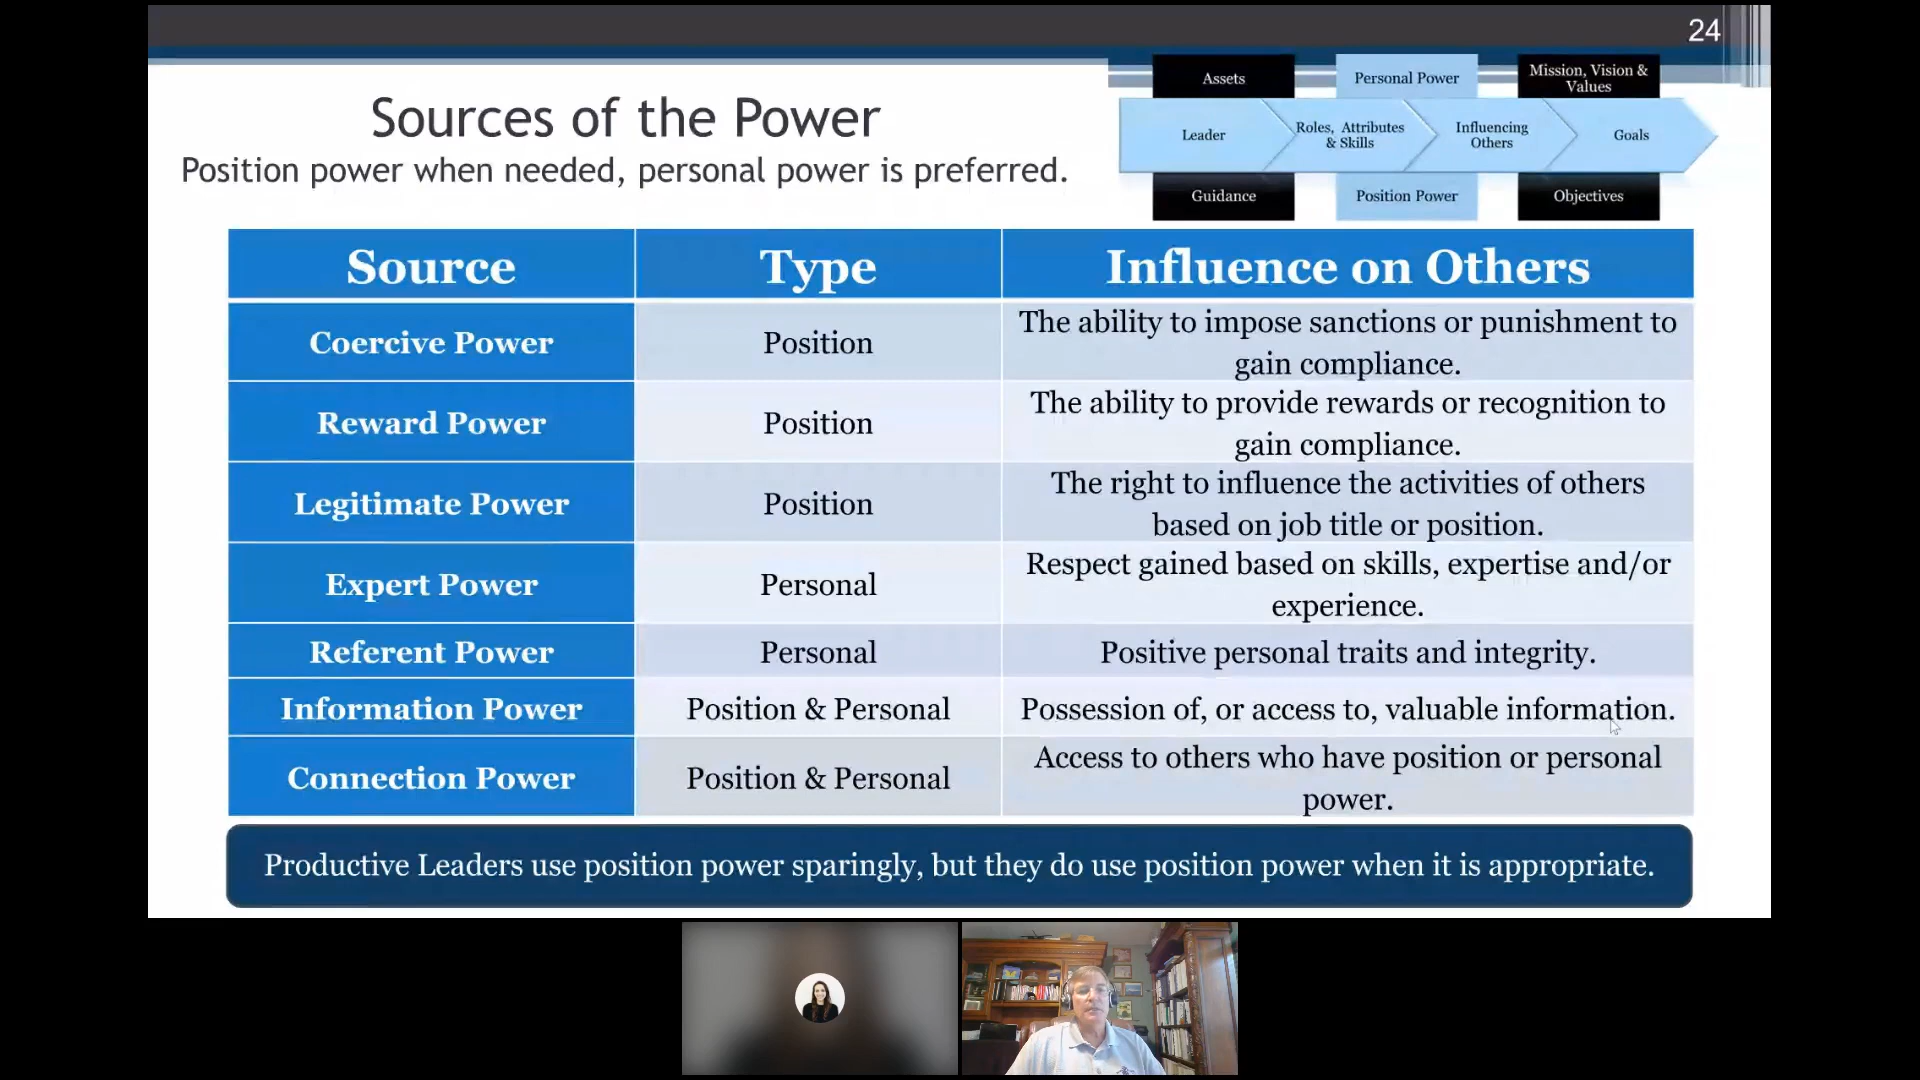 24
Sources of the Power
Position power when needed, personal power is preferred.
Assets
Personal Power
Mission, Vision &
Values
Leader
Roles, Attributes
& Skills
Influencing
Others
Goals
Guidance
Position Power
Objectives
Source
Type
Influence on Others
Coercive Power
Position
The ability to impose sanctions or punishment to
gain compliance.
Reward Power
Position
The ability to provide rewards or recognition to
gain compliance.
Legitimate Power
Position
The right to influence the activities of others
based on job title or position.
Expert Power
Personal
Respect gained based on skills, expertise and/or
experience.
Referent Power
Personal
Positive personal traits and integrity.
Information Power
Position & Personal
Possession of, or access to, valuable information.
Connection Power
Position & Personal
Access to others who have position or personal
power.
Productive Leaders use position power sparingly, but they do use position power when it is appropriate.